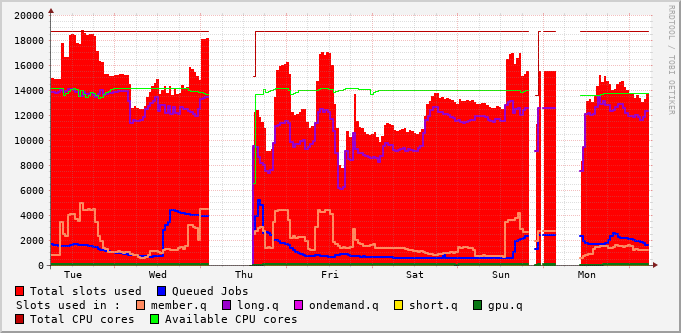 20000
18000
16000
14000
12000
10000
8000
6000
4000
2000
0
Tue Wed Thu Fri Sat Sun Mon
RRDTOOL / TOBI OETIKER
Total slots used Queued Jobs
Slots used in : member.q long.q ondemand.q short.q gpu.q
Total CPU cores Available CPU cores